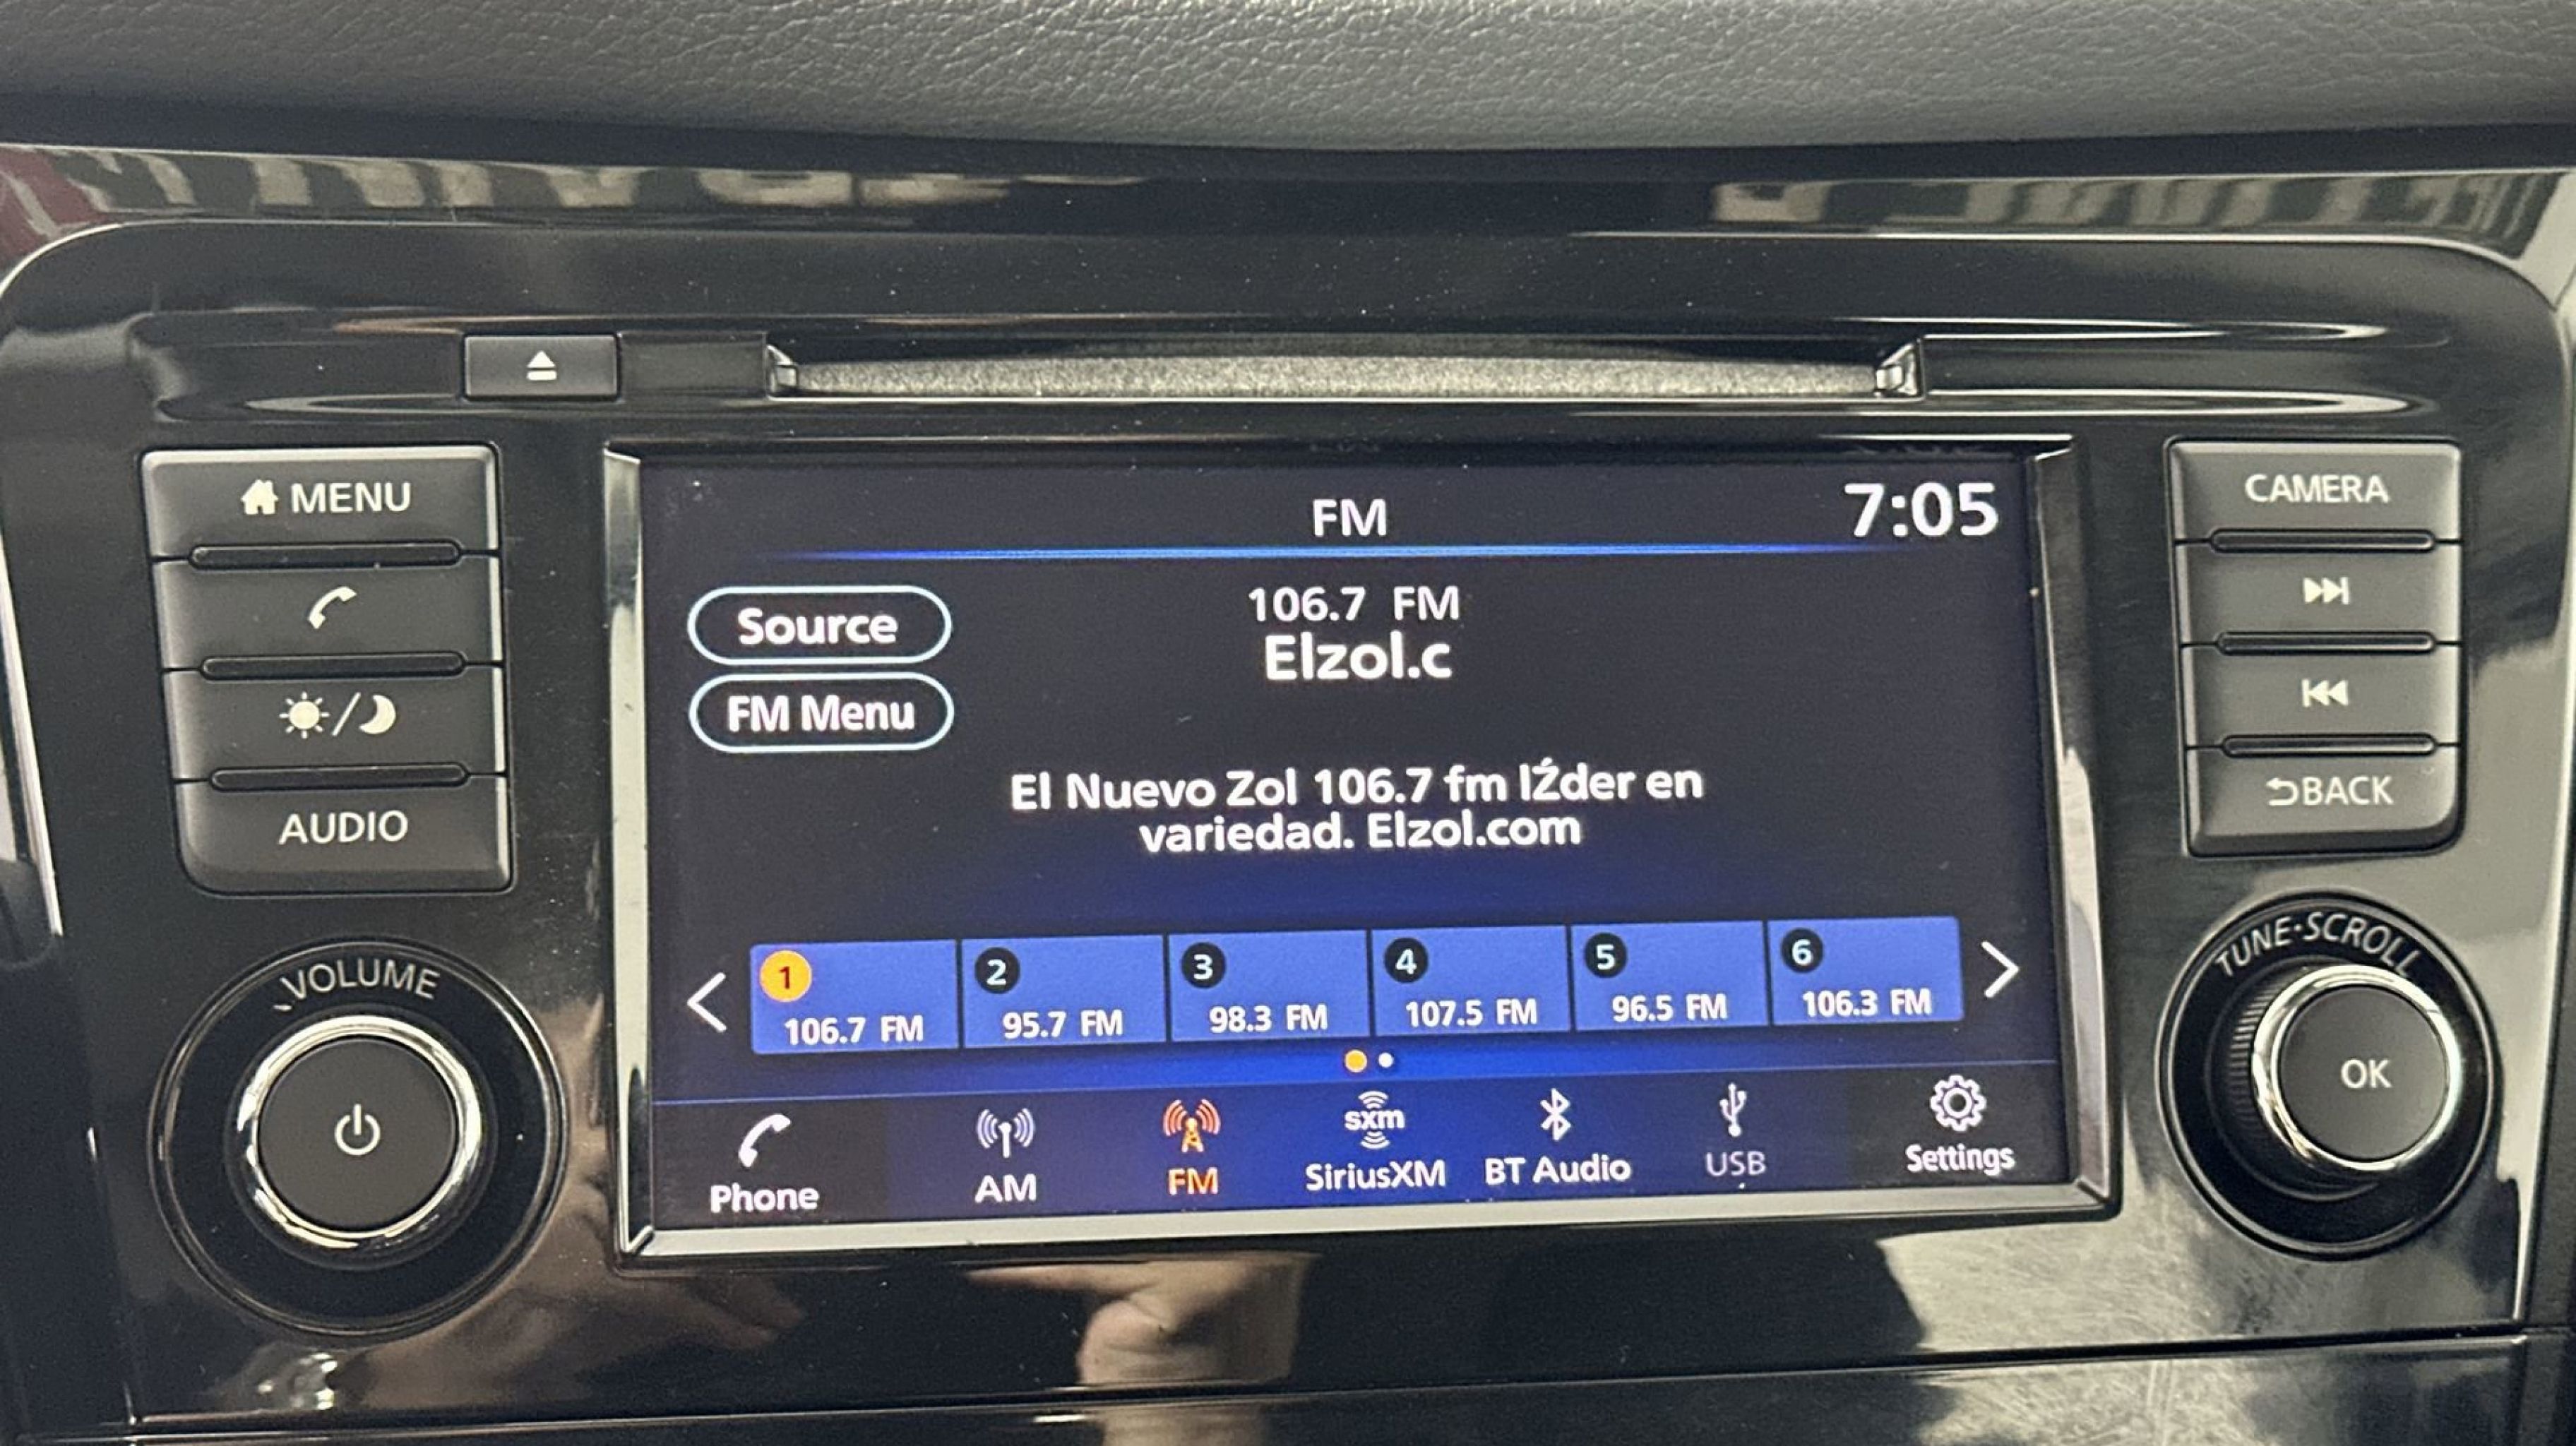 MENU
AUDIO
VOLUME
FM
7:05
Source
FM Menu
106.7 FM
Elzol.c
El Nuevo Zol 106.7 fm lŹder en
variedad. Elzol.com
1
106.7 FM
2
95.7 FM
3
98.3 FM
4
107.5 FM
5
96.5 FM
6
106.3 FM
Phone
AM
FM
sxm
SiriusXM
BT Audio
USB
Settings
CAMERA
BACK
TUNE·SCROLL
OK